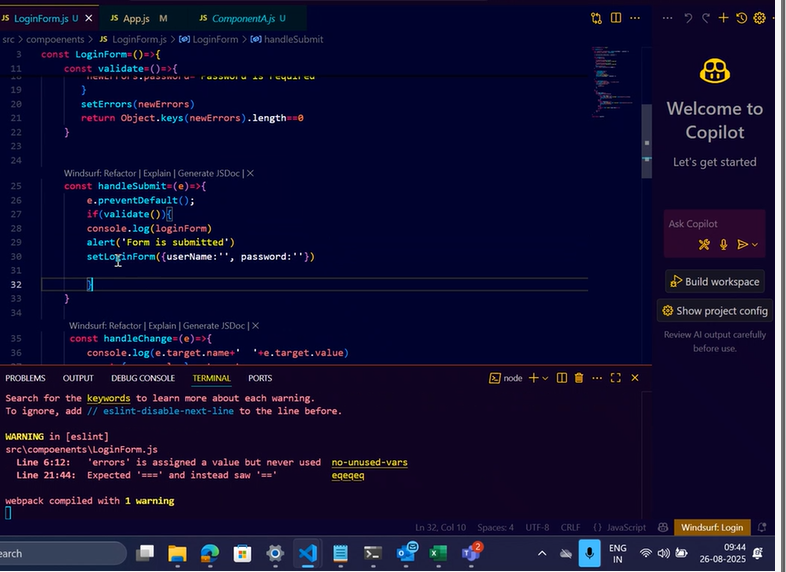 JS LoginForm.js U ×
JS App.js M
JS ComponentA.js U
src > compoenents > JS LoginForm.js > LoginForm > handleSubmit
3 const LoginForm=()=>{
11 const validate=()=>{
18 newErrors.password= Password is required
19 }
20 setErrors(newErrors)
21 return Object.keys(newErrors).length==0
22 }
23
24
Windsurf: Refactor | Explain | Generate JSDoc | ×
25 const handleSubmit=(e)=>{
26 e.preventDefault();
27 if(validate()){
28 console.log(loginForm)
29 alert('Form is submitted')
30 setLoginForm({userName:'', password:''})
31
32 }
33 }
34
Windsurf: Refactor | Explain | Generate JSDoc | ×
35 const handleChange=(e)=>{
36 console.log(e.target.name+' '+e.target.value)
PROBLEMS OUTPUT DEBUG CONSOLE TERMINAL PORTS
node
Search for the keywords to learn more about each warning.
To ignore, add // eslint-disable-next-line to the line before.
WARNING in [eslint]
src\compoenents\LoginForm.js
Line 6:12: 'errors' is assigned a value but never used no-unused-vars
Line 21:44: Expected '===' and instead saw '==' eqeqeq
webpack compiled with 1 warning
Welcome to
Copilot
Let's get started
Ask Copilot
Build workspace
Show project config
Review AI output carefully
before use.
Ln 32, Col 10 Spaces: 4 UTF-8 CRLF {} JavaScript Windsurf: Login
earch
2
ENG
IN
09:44
26-08-2025